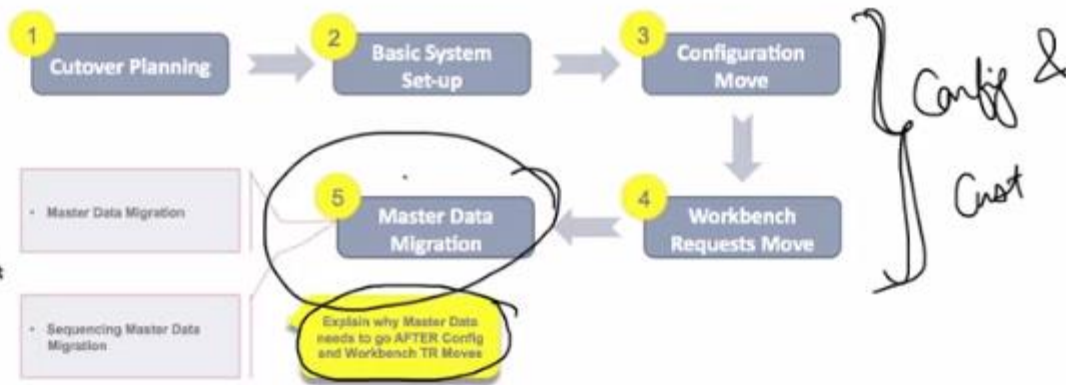 1
Cutover Planning
2
Basic System
Set-up
3
Configuration
Move
Config &
Cust
• Master Data Migration
5
Master Data
Migration
4
Workbench
Requests Move
• Sequencing Master Data
Migration
Explain why Master Data
needs to go AFTER Config
and Workbench TR Moves